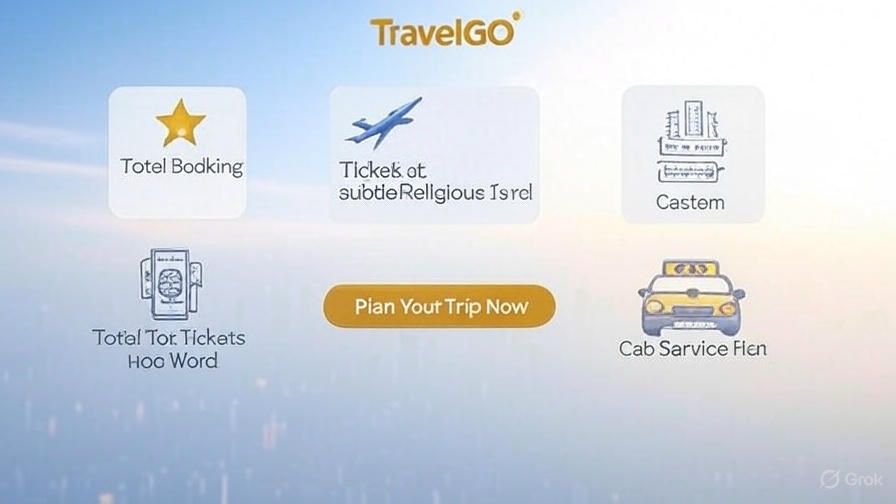 TravelGO
Totel Bodking
Tickek ot
subtleReligious Isrel
Castem
Total Tor Tickets
Hoo Word
Plan Your Trip Now
Cab Sarvice Flen
Grok